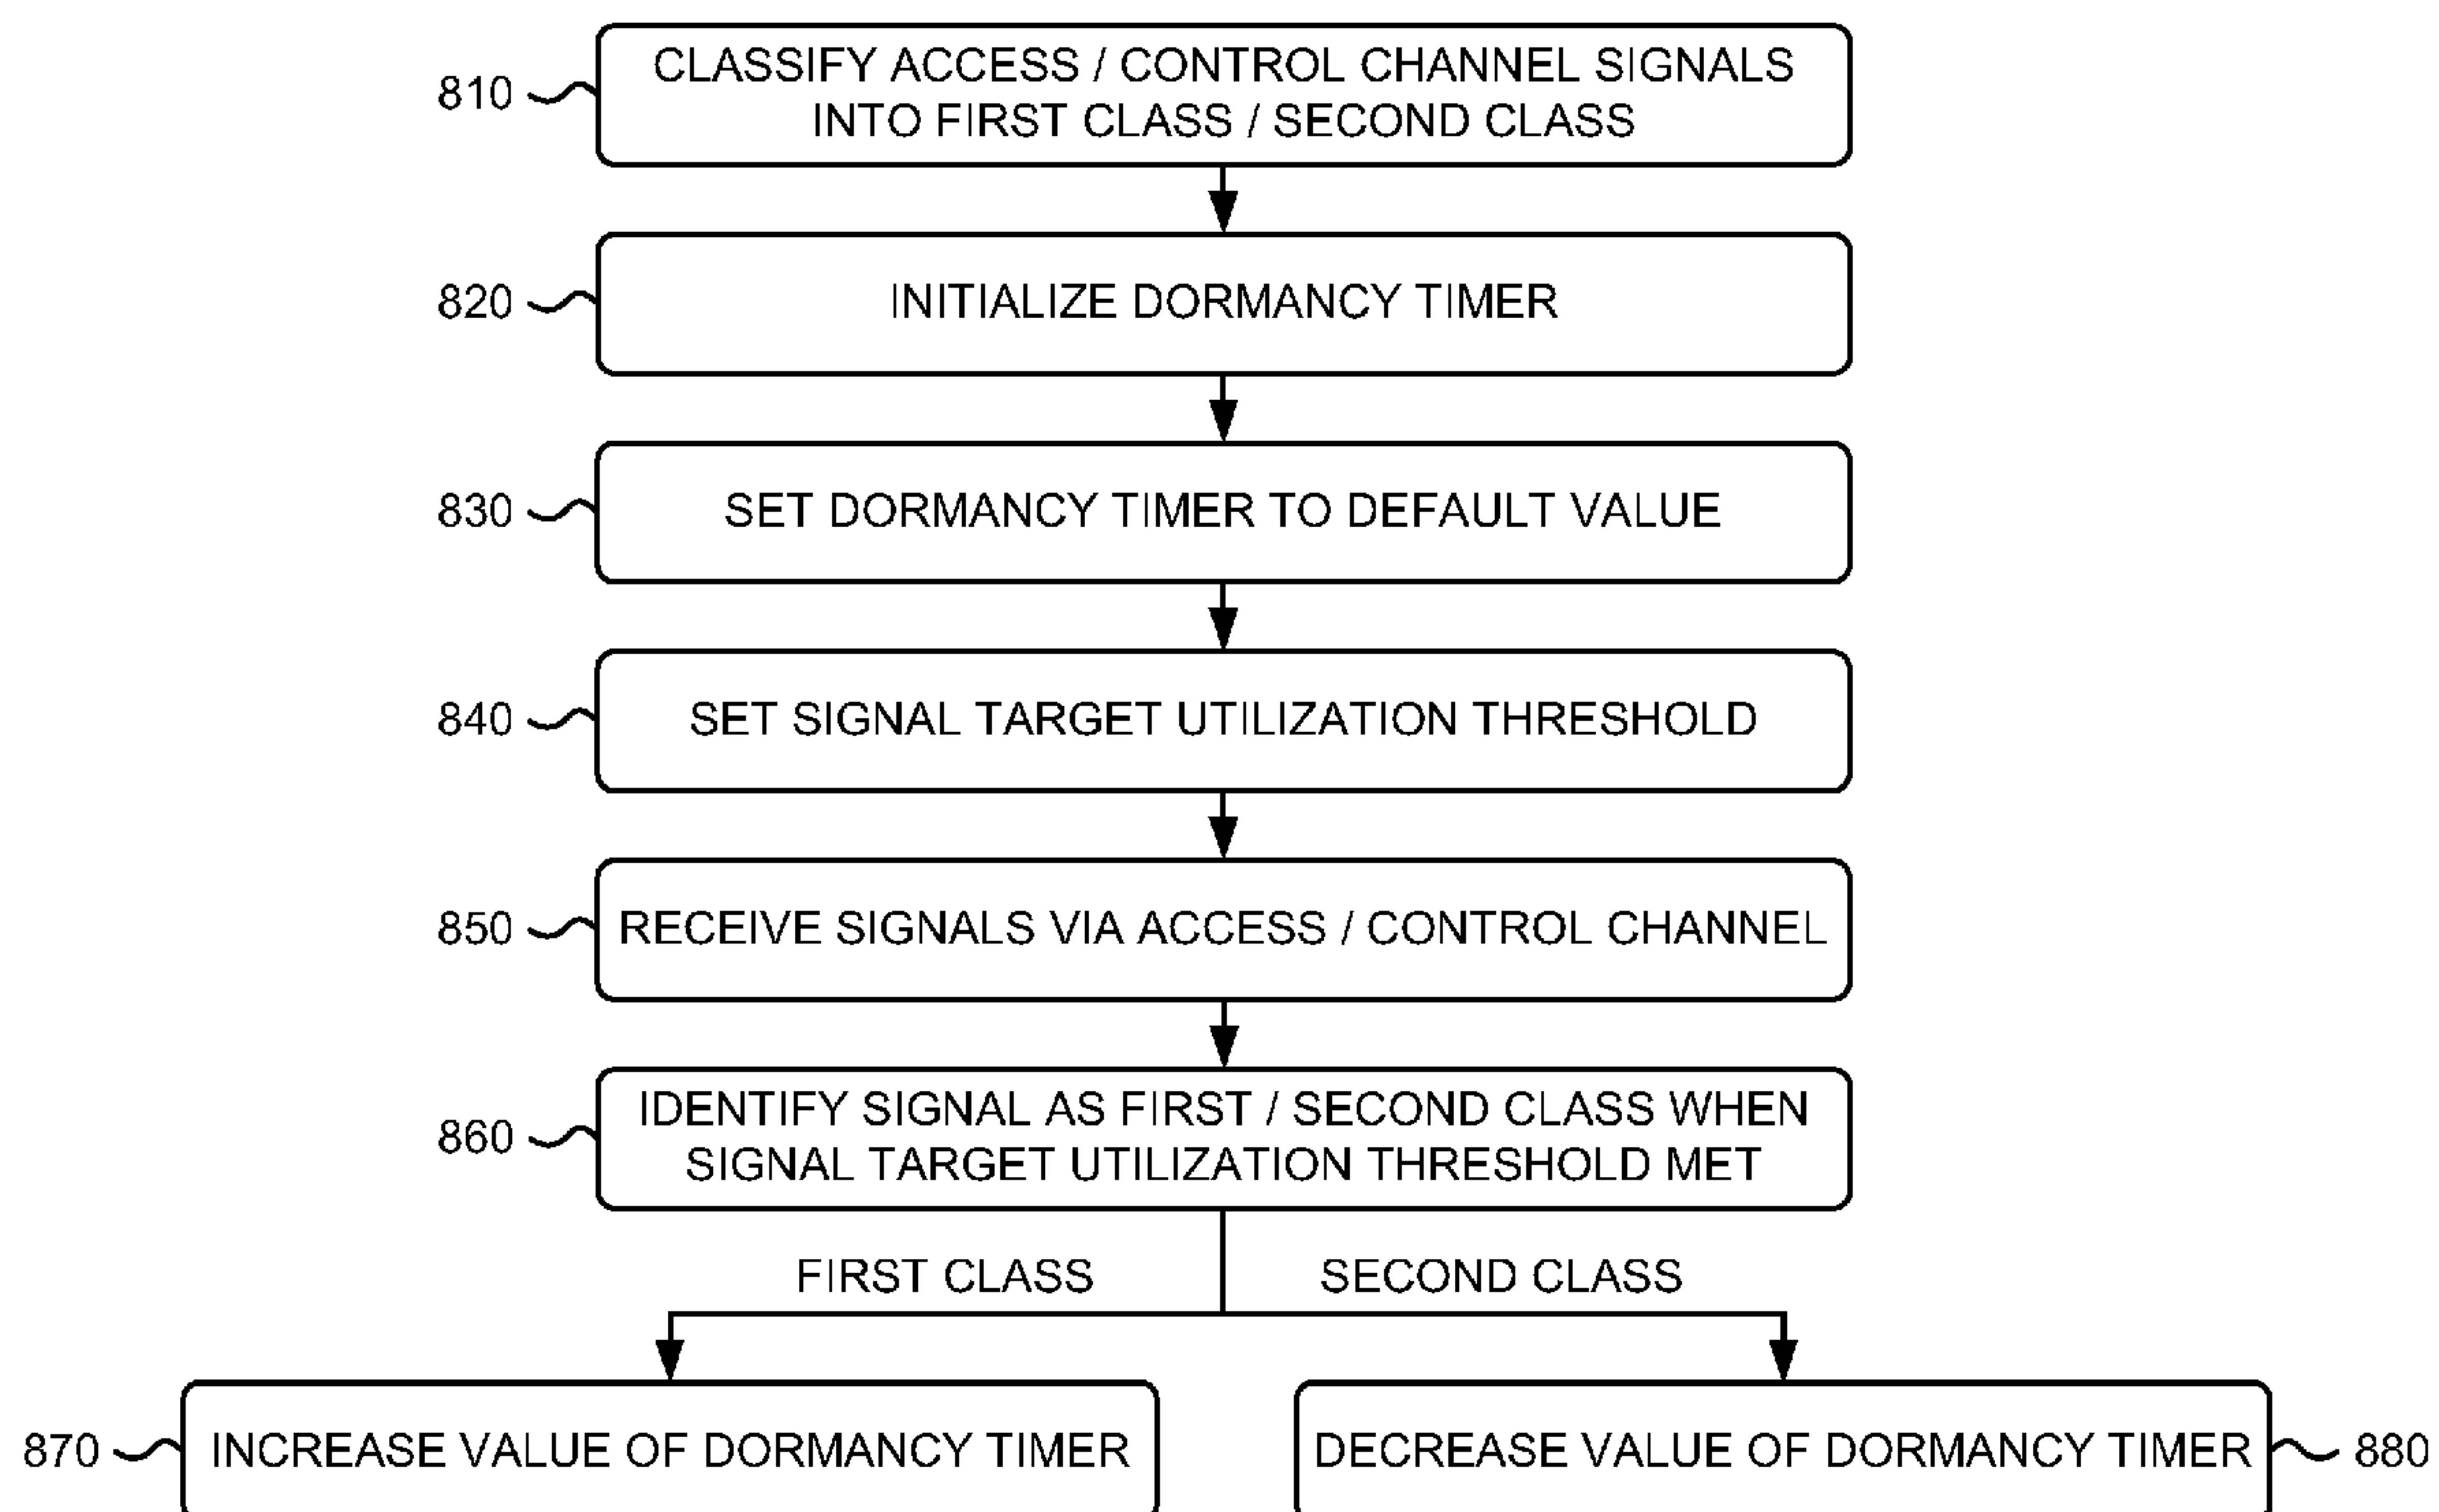 810
CLASSIFY ACCESS / CONTROL CHANNEL SIGNALS
INTO FIRST CLASS / SECOND CLASS
820
INITIALIZE DORMANCY TIMER
830
SET DORMANCY TIMER TO DEFAULT VALUE
840
SET SIGNAL TARGET UTILIZATION THRESHOLD
850
RECEIVE SIGNALS VIA ACCESS / CONTROL CHANNEL
860
IDENTIFY SIGNAL AS FIRST / SECOND CLASS WHEN
SIGNAL TARGET UTILIZATION THRESHOLD MET
FIRST CLASS
SECOND CLASS
870
INCREASE VALUE OF DORMANCY TIMER
DECREASE VALUE OF DORMANCY TIMER
880